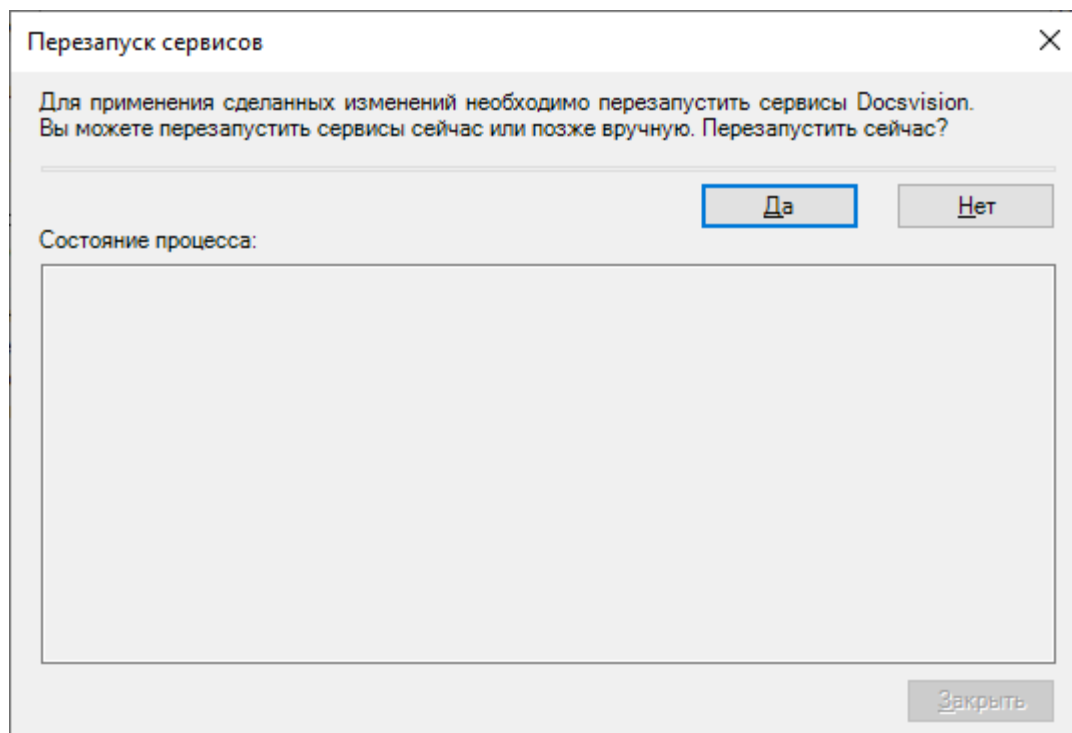 Перезапуск сервисов
Для применения сделанных изменений необходимо перезапустить сервисы Docsvision.
Вы можете перезапустить сервисы сейчас или позже вручную. Перезапустить сейчас?
Да Нет
Состояние процесса:
Закрыть